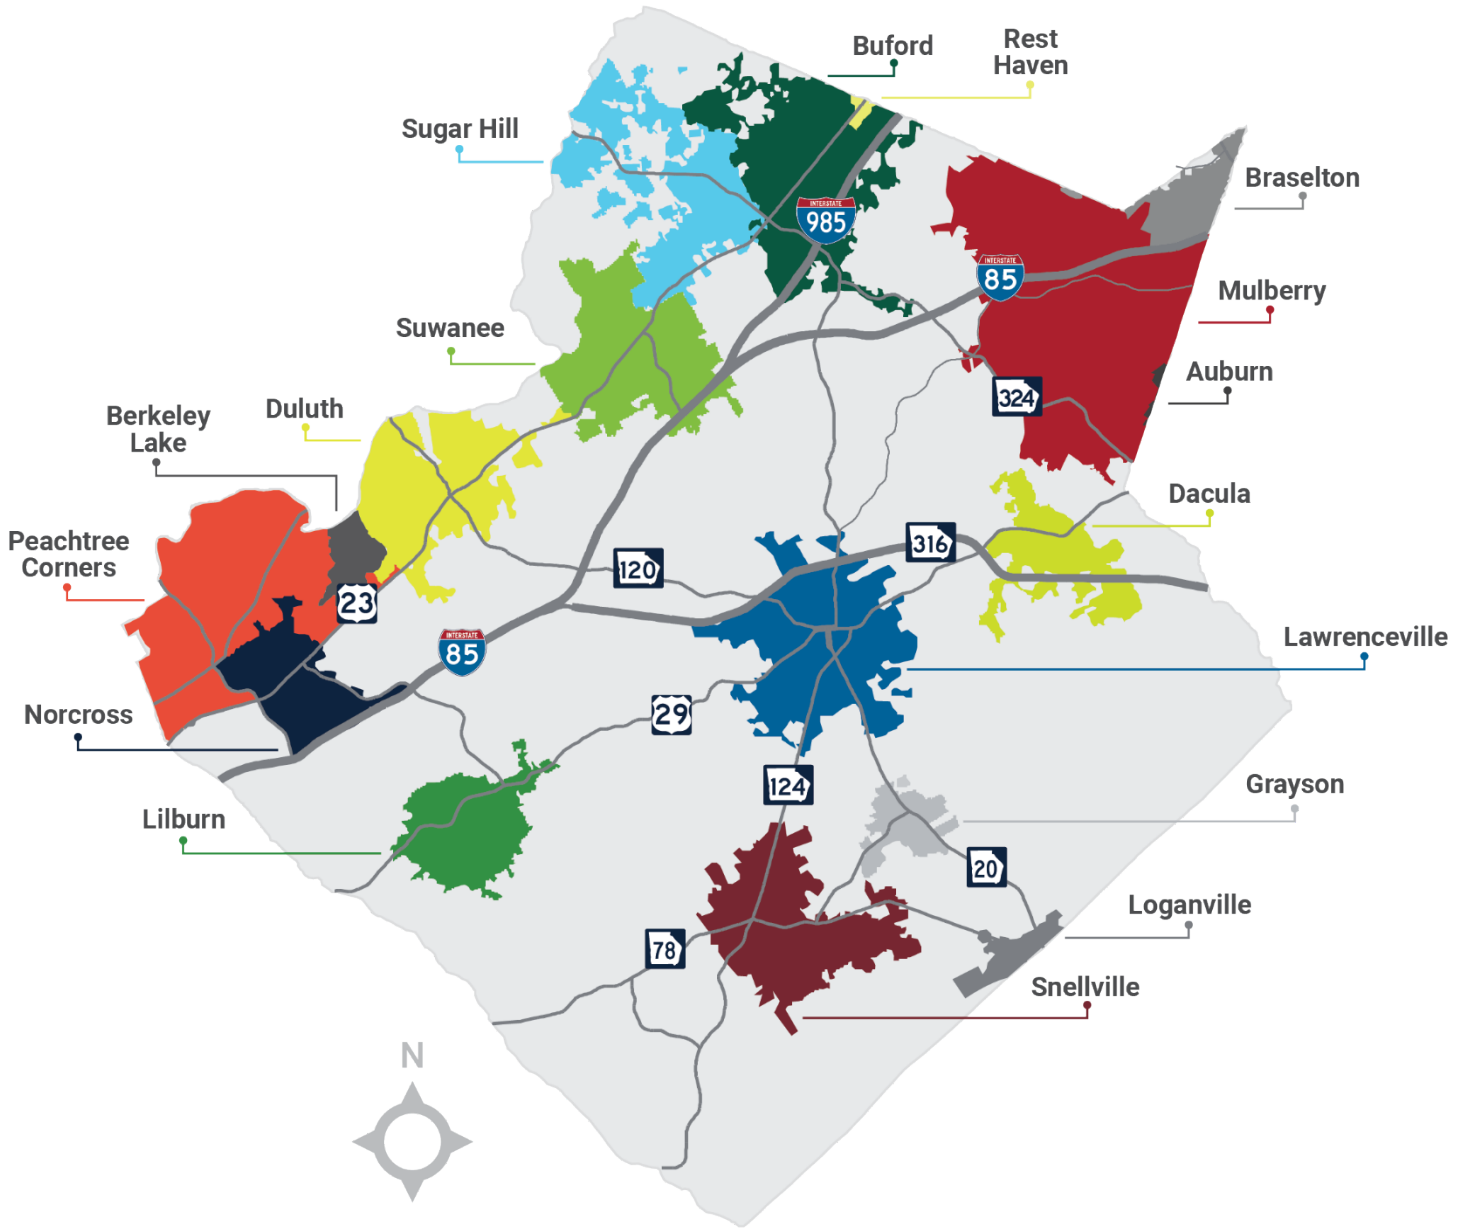 Buford
Rest
Haven
Sugar Hill
Braselton
INTERSTATE
985
INTERSTATE
85
Mulberry
Suwanee
Auburn
324
Berkeley
Lake
Duluth
Dacula
Peachtree
Corners
316
120
23
INTERSTATE
85
Lawrenceville
Norcross
29
124
Grayson
Lilburn
20
Loganville
78
Snellville
N